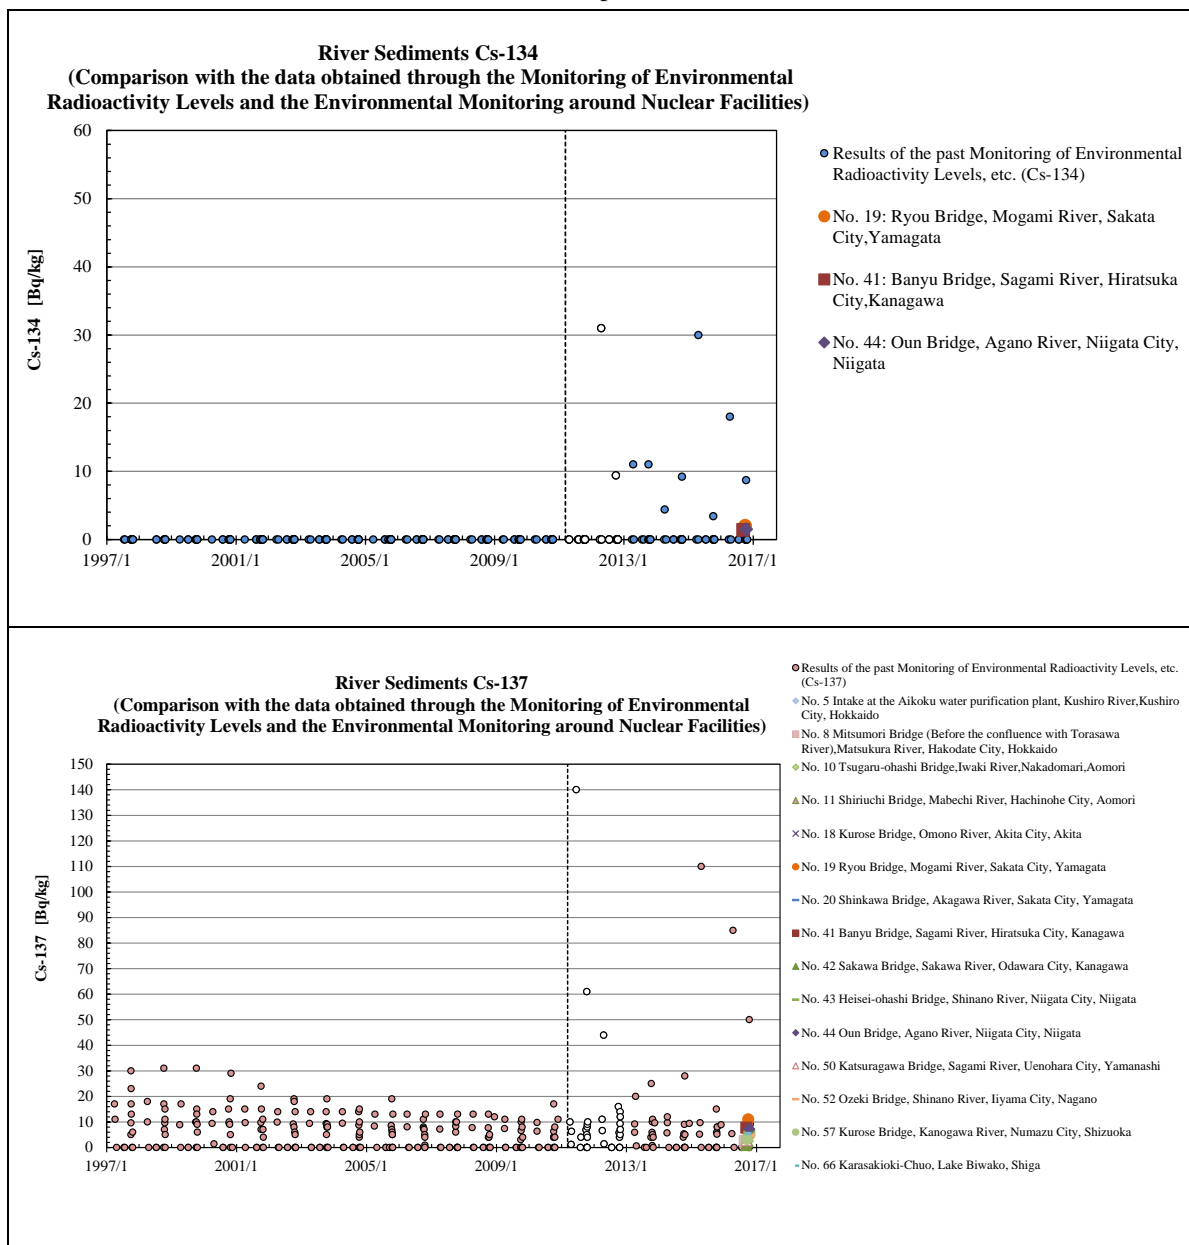 River Sediments Cs-134
(Comparison with the data obtained through the Monitoring of Environmental
Radioactivity Levels and the Environmental Monitoring around Nuclear Facilities)
60
50
40
30
20
10
0
Cs-134 [Bq/kg]
1997/1
2001/1
2005/1
2009/1
2013/1
2017/1
Results of the past Monitoring of Environmental
Radioactivity Levels, etc. (Cs-134)
No. 19: Ryou Bridge, Mogami River, Sakata
City,Yamagata
No. 41: Banyu Bridge, Sagami River, Hiratsuka
City,Kanagawa
No. 44: Oun Bridge, Agano River, Niigata City,
Niigata
River Sediments Cs-137
(Comparison with the data obtained through the Monitoring of Environmental
Radioactivity Levels and the Environmental Monitoring around Nuclear Facilities)
150
140
130
120
110
100
90
80
70
60
50
40
30
20
10
0
Cs-137 [Bq/kg]
1997/1
2001/1
2005/1
2009/1
2013/1
2017/1
Results of the past Monitoring of Environmental Radioactivity Levels, etc.
(Cs-137)
No. 5 Intake at the Aikoku water purification plant, Kushiro River,Kushiro
City, Hokkaido
No. 8 Mitsumori Bridge (Before the confluence with Torasawa
River),Matsukura River, Hakodate City, Hokkaido
No. 10 Tsugaru-ohashi Bridge,Iwaki River,Nakadomari,Aomori
No. 11 Shiriuchi Bridge, Mabechi River, Hachinohe City, Aomori
No. 18 Kurose Bridge, Omono River, Akita City, Akita
No. 19 Ryou Bridge, Mogami River, Sakata City, Yamagata
No. 20 Shinkawa Bridge, Akagawa River, Sakata City, Yamagata
No. 41 Banyu Bridge, Sagami River, Hiratsuka City, Kanagawa
No. 42 Sakawa Bridge, Sakawa River, Odawara City, Kanagawa
No. 43 Heisei-ohashi Bridge, Shinano River, Niigata City, Niigata
No. 44 Oun Bridge, Agano River, Niigata City, Niigata
No. 50 Katsuragawa Bridge, Sagami River, Uenohara City, Yamanashi
No. 52 Ozeki Bridge, Shinano River, Iiyama City, Nagano
No. 57 Kurose Bridge, Kanogawa River, Numazu City, Shizuoka
No. 66 Karasakioki-Chuo, Lake Biwako, Shiga